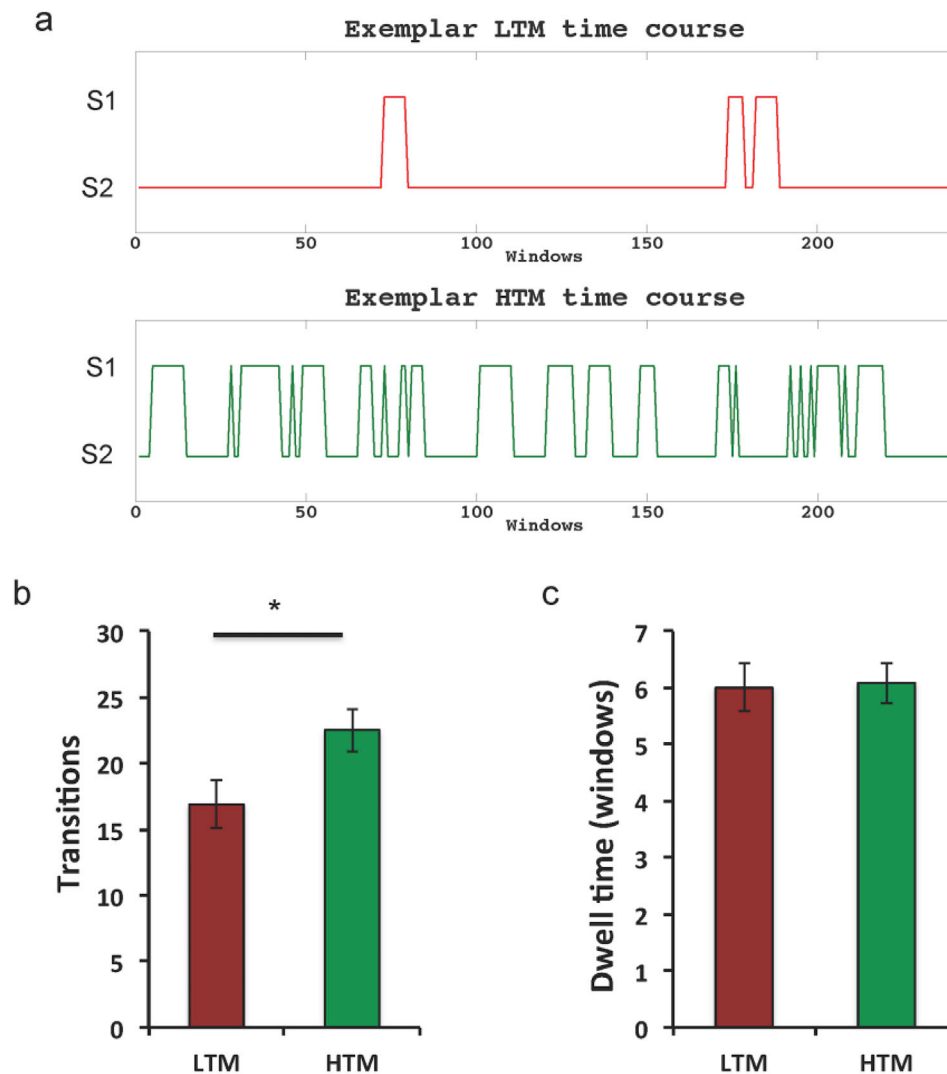 a
Exemplar LTM time course
S1
S2
0 50 100 150 200
Windows
Exemplar HTM time course
S1
S2
0 50 100 150 200
Windows
b
*
30
25
20
15
10
5
0
Transitions
LTM HTM
c
7
6
5
4
3
2
1
0
Dwell time (windows)
LTM HTM